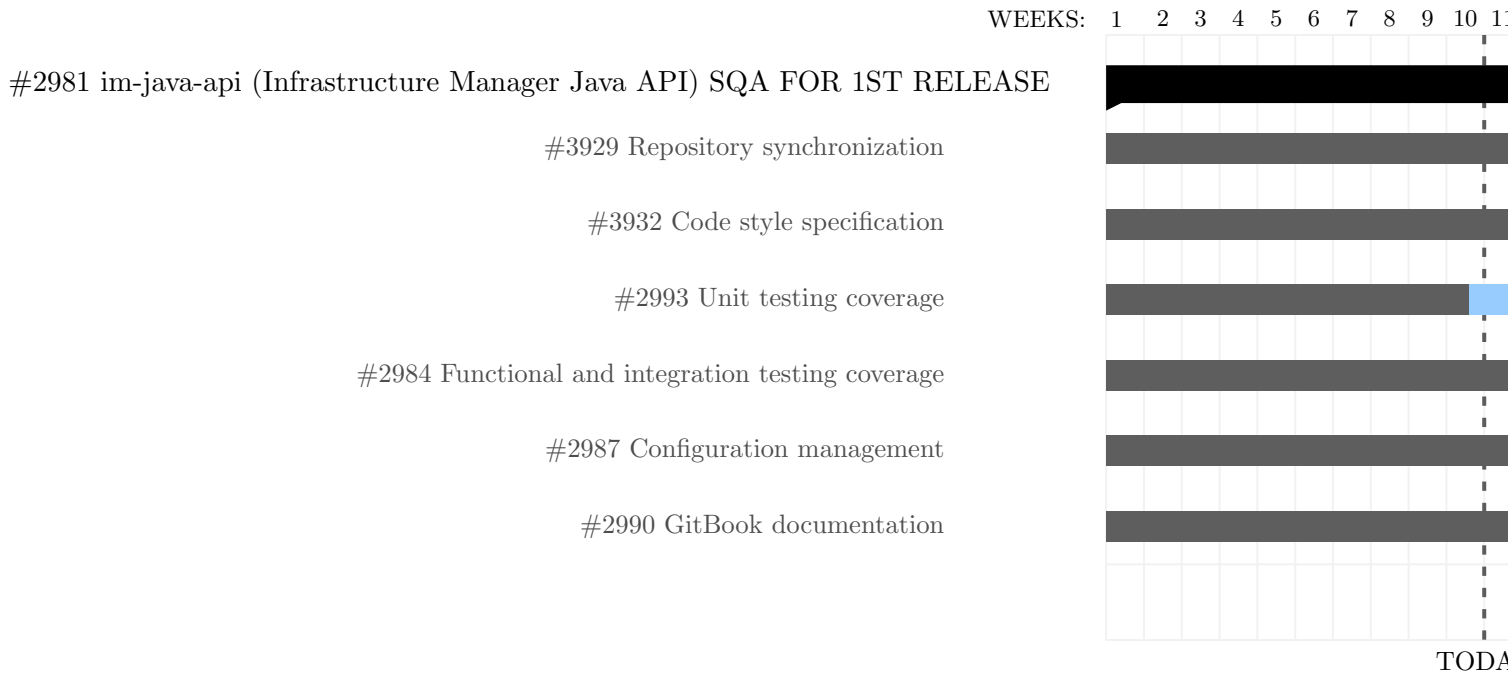 WEEKS: 1 2 3 4 5 6 7 8 9 10 11
#2981 im-java-api (Infrastructure Manager Java API) SQA FOR 1ST RELEASE
#3929 Repository synchronization
#3932 Code style specification
#2993 Unit testing coverage
#2984 Functional and integration testing coverage
#2987 Configuration management
#2990 GitBook documentation
TODA